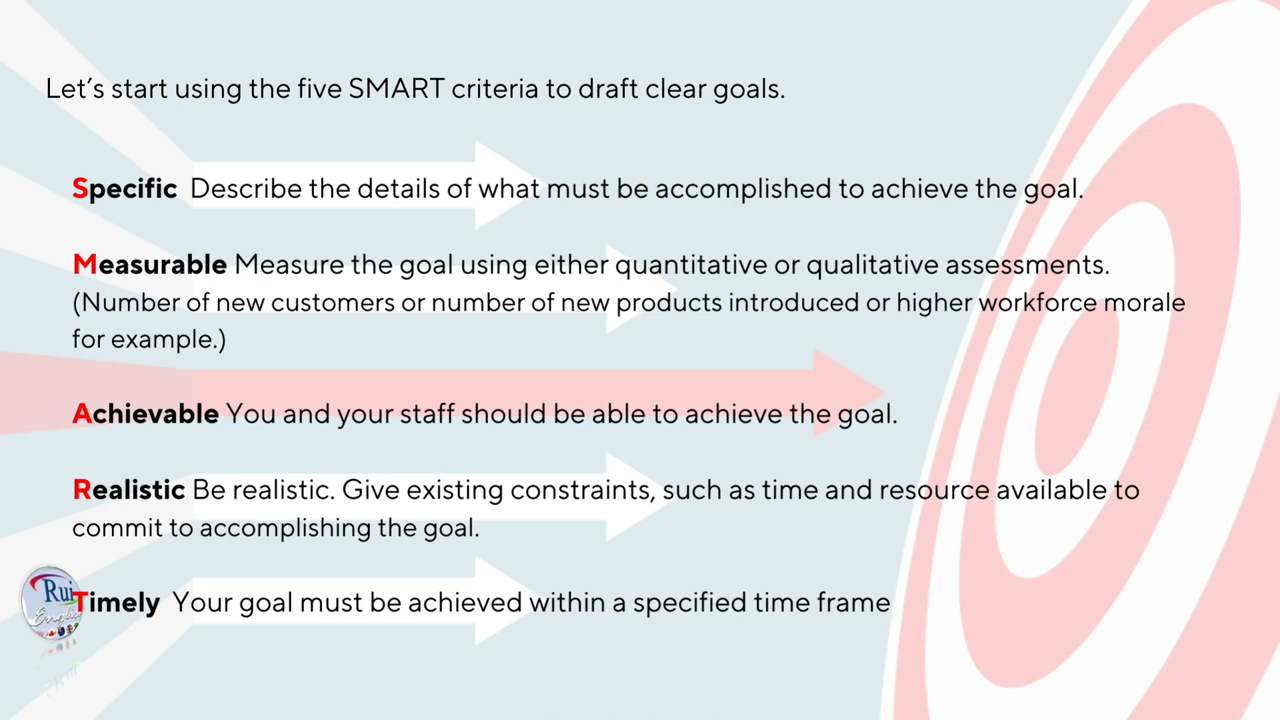 Let’s start using the five SMART criteria to draft clear goals.
Specific Describe the details of what must be accomplished to achieve the goal.
Measurable Measure the goal using either quantitative or qualitative assessments.
(Number of new customers or number of new products introduced or higher workforce morale
for example.)
Achievable You and your staff should be able to achieve the goal.
Realistic Be realistic. Give existing constraints, such as time and resource available to
commit to accomplishing the goal.
Rui
Timely Your goal must be achieved within a specified time frame